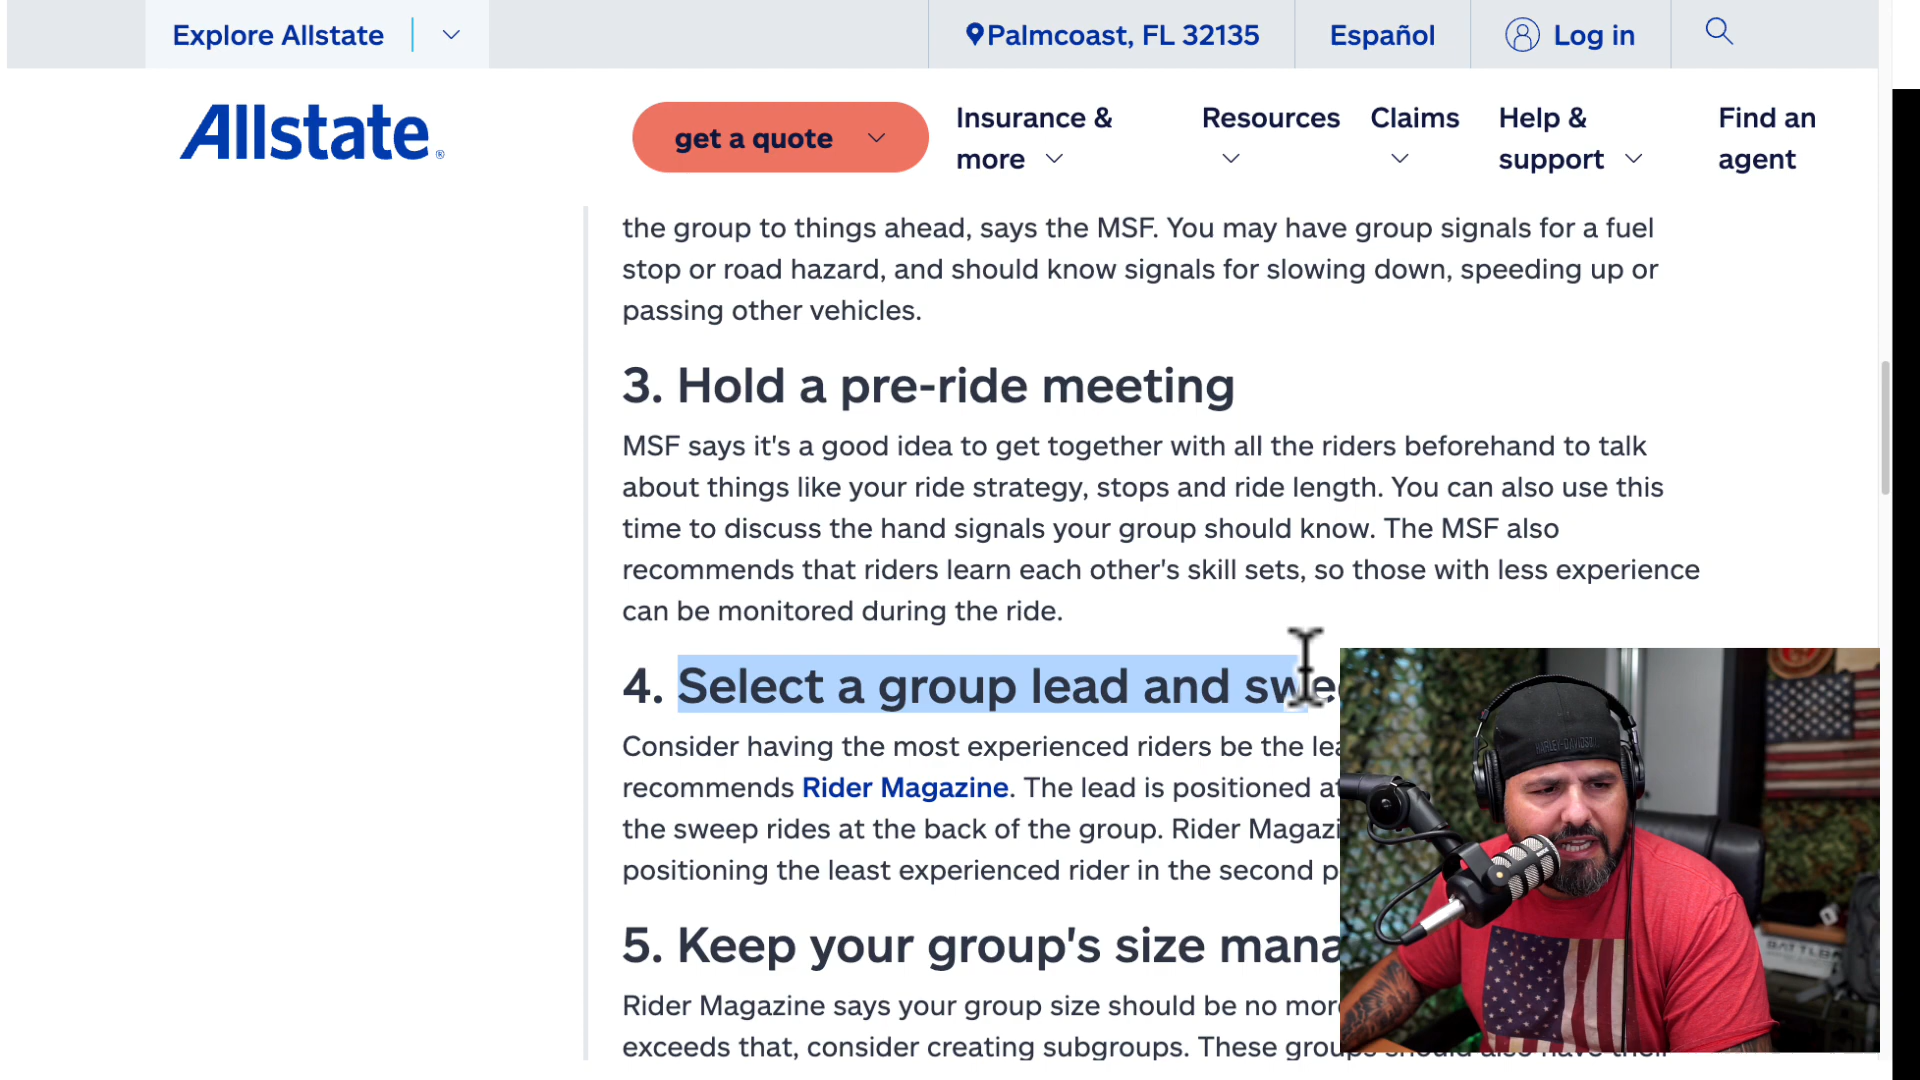 Explore Allstate
Palmcoast, FL 32135
Español
Log in
Allstate
®
get a quote
Insurance &
more
Resources
Claims
Help &
support
Find an
agent
the group to things ahead, says the MSF. You may have group signals for a fuel
stop or road hazard, and should know signals for slowing down, speeding up or
passing other vehicles.
3. Hold a pre-ride meeting
MSF says it's a good idea to get together with all the riders beforehand to talk
about things like your ride strategy, stops and ride length. You can also use this
time to discuss the hand signals your group should know. The MSF also
recommends that riders learn each other's skill sets, so those with less experience
can be monitored during the ride.
4. Select a group lead and
Consider having the most experienced riders be the
recommends Rider Magazine. The lead is positioned
the sweep rides at the back of the group. Rider
positioning the least experienced rider in the second
5. Keep your group's size
Rider Magazine says your group size should be no
exceeds that, consider creating subgroups. These groups should also have their
HARLEY-DAVIDSON